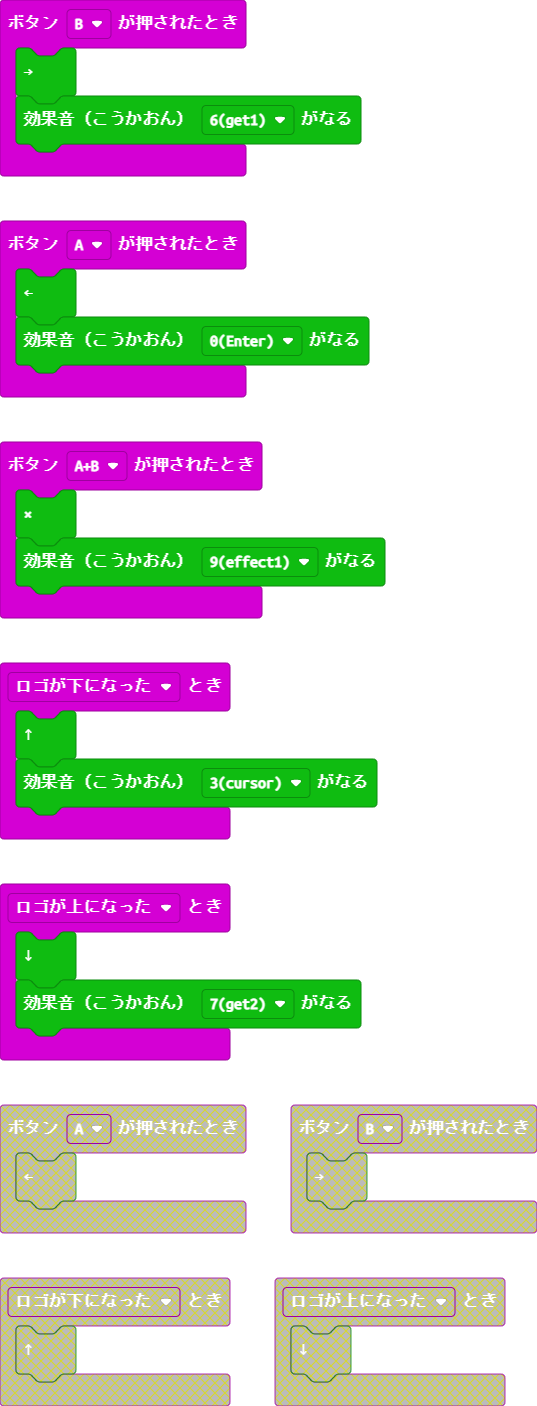 ボタン B が押されたとき
→
効果音（こうかおん） 6(get1) がなる
ボタン A が押されたとき
←
効果音（こうかおん） 0(Enter) がなる
ボタン A+B が押されたとき
×
効果音（こうかおん） 9(effect1) がなる
ロゴが下になった とき
↑
効果音（こうかおん） 3(cursor) がなる
ロゴが上になった とき
↓
効果音（こうかおん） 7(get2) がなる
ボタン A が押されたとき
←
ボタン B が押されたとき
→
ロゴが下になった とき
↑
ロゴが上になった とき
↓